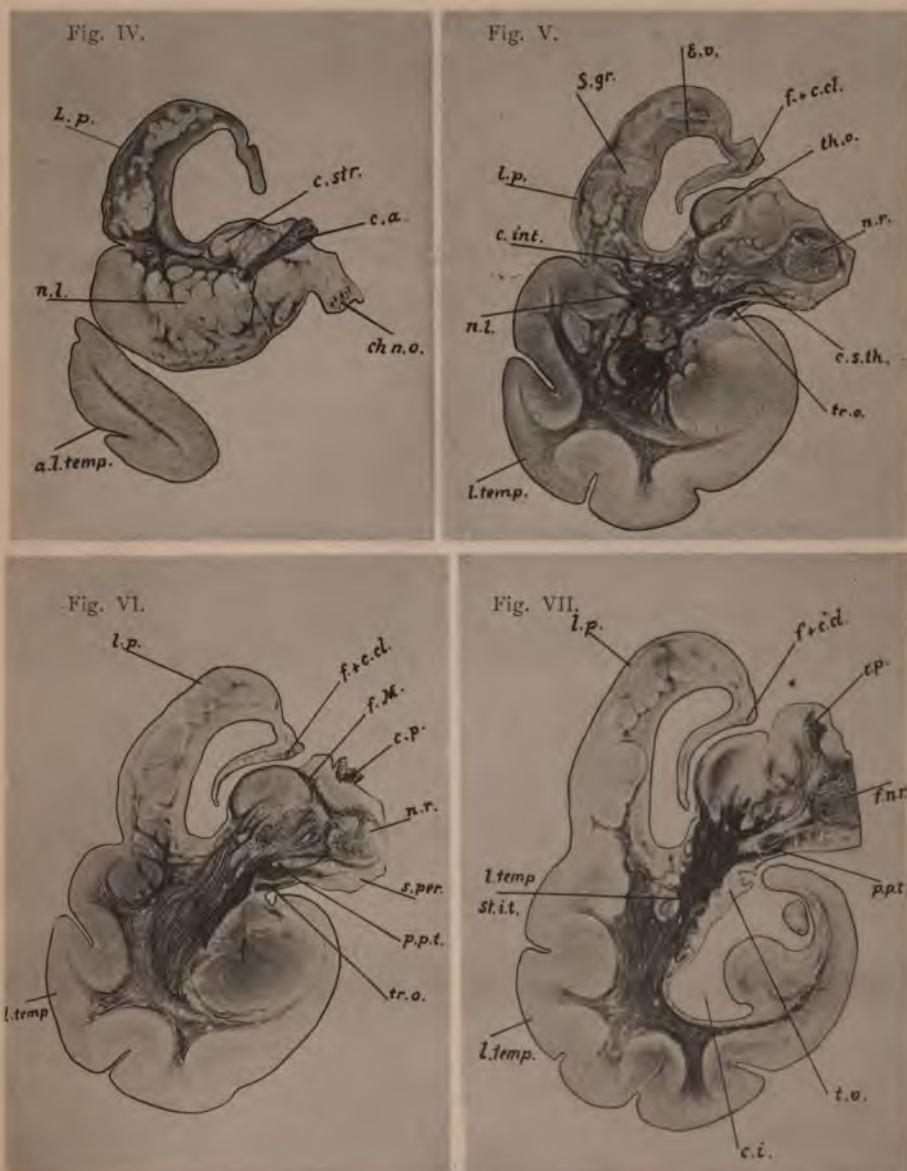 Fig. IV.
L. p.
c. str.
c. a.
n. l.
ch n. o.
a. l. temp.
Fig. V.
S. gr.
E. v.
f. + c. cl.
th. o.
l. p.
n. r.
c. int.
n. l.
c. s. th.
tr. o.
l. temp.
Fig. VI.
l. p.
f. + c. cl.
f. M.
c. p.
n. r.
s. per.
p. p. t.
tr. o.
l. temp
Fig. VII.
l. p.
f + c. cl.
c. p.
f. n. r.
l. temp
st. i. t.
p. p. t
l. temp.
t. v.
c. i.